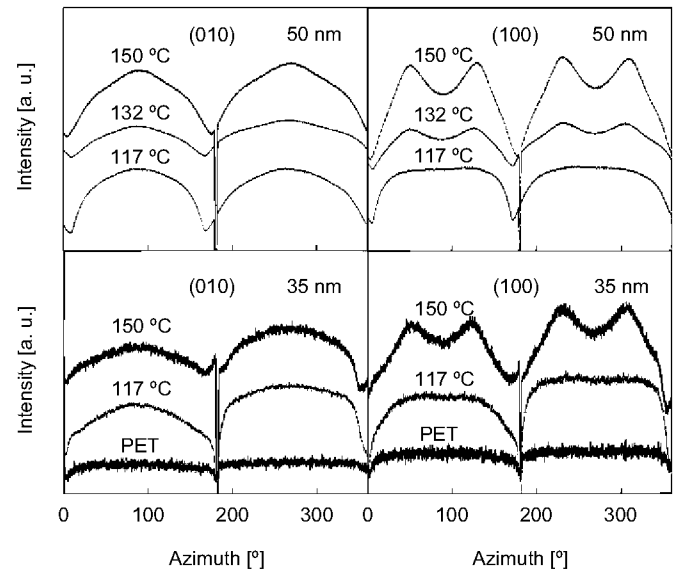 (010) 50 nm
150 ºC
132 ºC
117 ºC
Intensity [a. u.]
(100) 50 nm
150 ºC
132 ºC
117 ºC
(010) 35 nm
150 ºC
117 ºC
PET
Intensity [a. u.]
(100) 35 nm
150 ºC
117 ºC
PET
0 100 200 300 0 100 200 300
Azimuth [º] Azimuth [º]